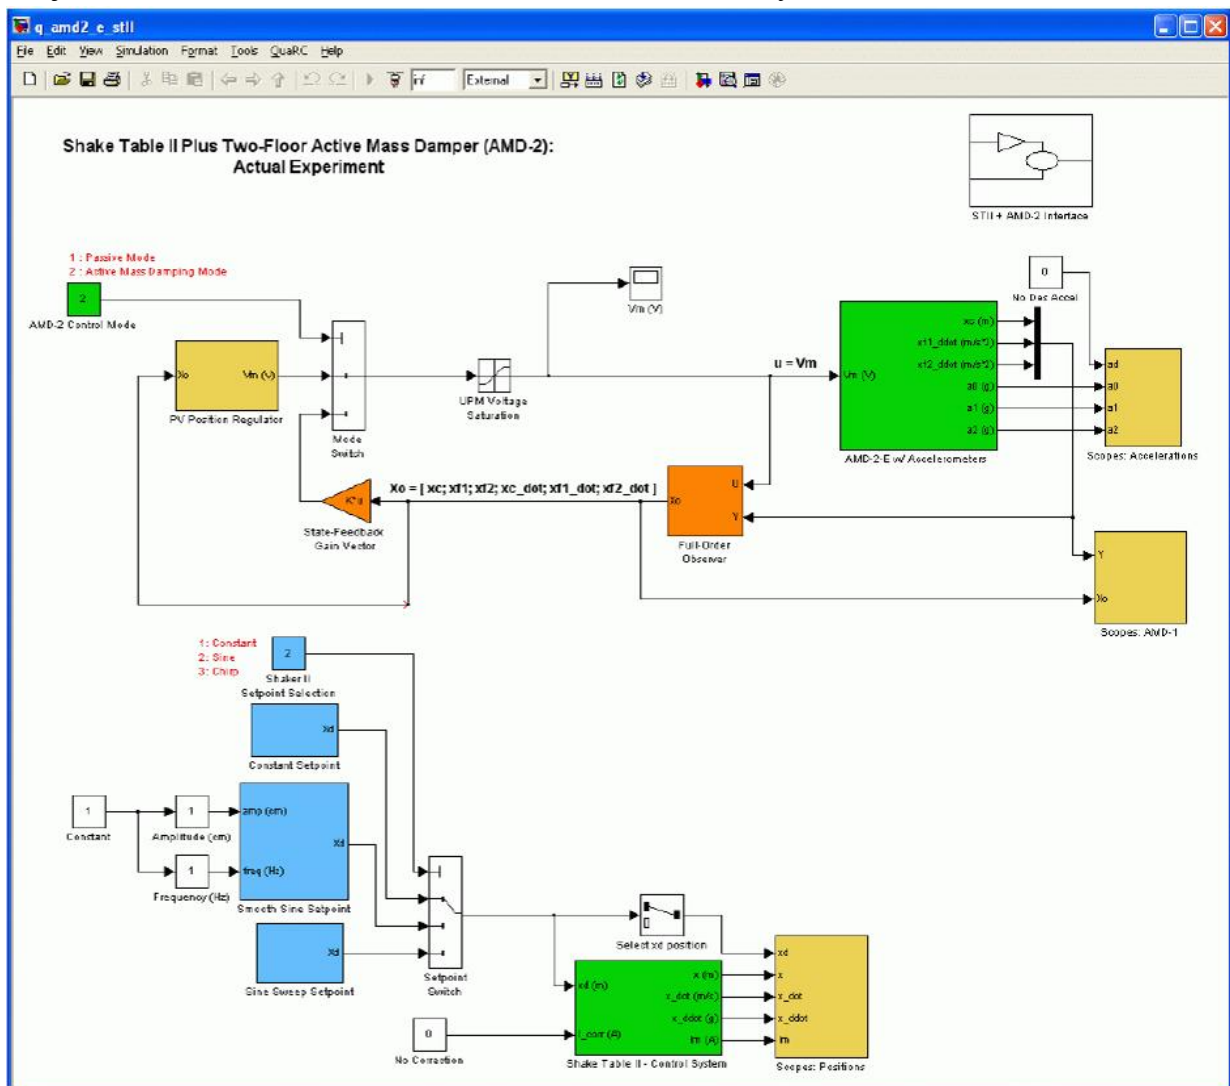 q_amd2_e_stII
File Edit View Simulation Format Tools QuaRC Help
inf
External
Shake Table II Plus Two-Floor Active Mass Damper (AMD-2):
Actual Experiment
STII + AMD-2 Interface
1 : Passive Mode
2 : Active Mass Damping Mode
2
AMD-2 Control Mode
Vm (V)
0
No Des Accel
Xo
Vm (V)
PV Position Regulator
Mode
Switch
UPM Voltage
Saturation
u = Vm
Vm (V)
xc (m)
xf1_ddot (m/s^2)
xf2_ddot (m/s^2)
a0 (g)
a1 (g)
a2 (g)
AMD-2-E w/ Accelerometers
ad
a0
a1
a2
Scopes: Accelerations
K*u
State-Feedback
Gain Vector
Xo = [ xc; xf1; xf2; xc_dot; xf1_dot; xf2_dot ]
Xo
U
Y
Full-Order
Observer
Y
Xo
Scopes: AMD-1
1: Constant
2: Sine
3: Chirp
2
Shaker II
Setpoint Selection
Xd
Constant Setpoint
1
Constant
1
Amplitude (cm)
1
Frequency (Hz)
amp (cm)
freq (Hz)
Xd
Smooth Sine Setpoint
Xd
Sine Sweep Setpoint
Setpoint
Switch
Select xd position
0
No Correction
xd (m)
I_corr (A)
x (m)
x_dot (m/s)
x_ddot (g)
Im (A)
Shake Table II - Control System
xd
x
x_dot
x_ddot
Im
Scopes: Positions